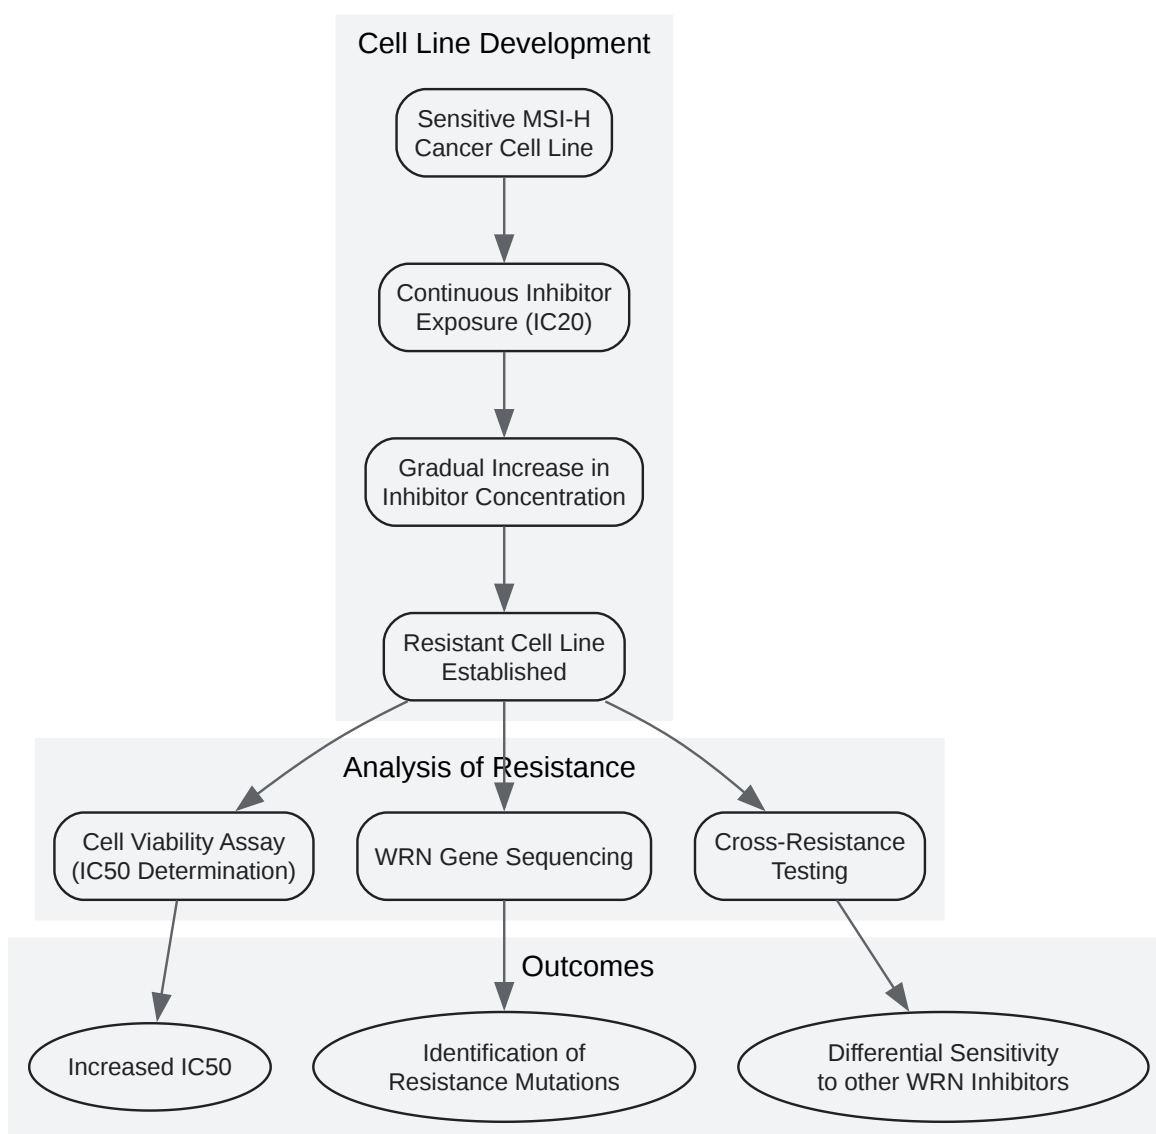 Cell Line Development
Sensitive MSI-H
Cancer Cell Line
Continuous Inhibitor
Exposure (IC20)
Gradual Increase in
Inhibitor Concentration
Resistant Cell Line
Established
Analysis of Resistance
Cell Viability Assay
(IC50 Determination)
WRN Gene Sequencing
Cross-Resistance
Testing
Outcomes
Increased IC50
Identification of
Resistance Mutations
Differential Sensitivity
to other WRN Inhibitors